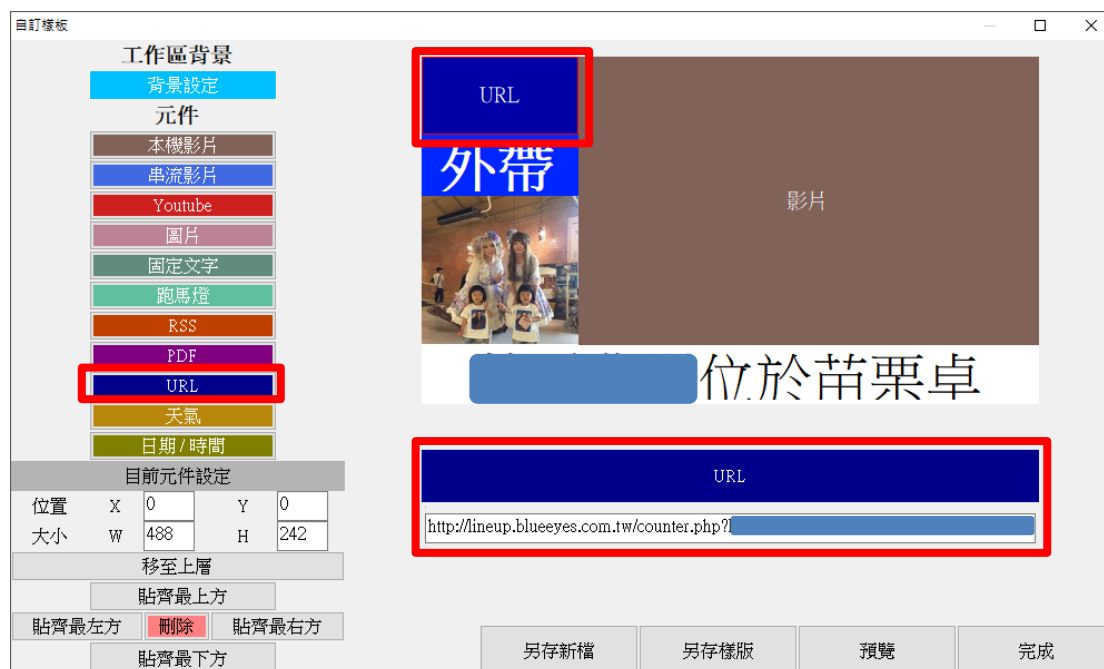 自訂樣板
工作區背景
背景設定
元件
本機影片
串流影片
Youtube
圖片
固定文字
跑馬燈
RSS
PDF
URL
天氣
日期/時間
目前元件設定
位置 X 0 Y 0
大小 W 488 H 242
移至上層
貼齊最上方
貼齊最左方 刪除 貼齊最右方
貼齊最下方
URL
外帶
影片
位於苗栗卓
URL
http://lineup.blueeyes.com.tw/counter.php?
另存新檔 另存樣版 預覽 完成